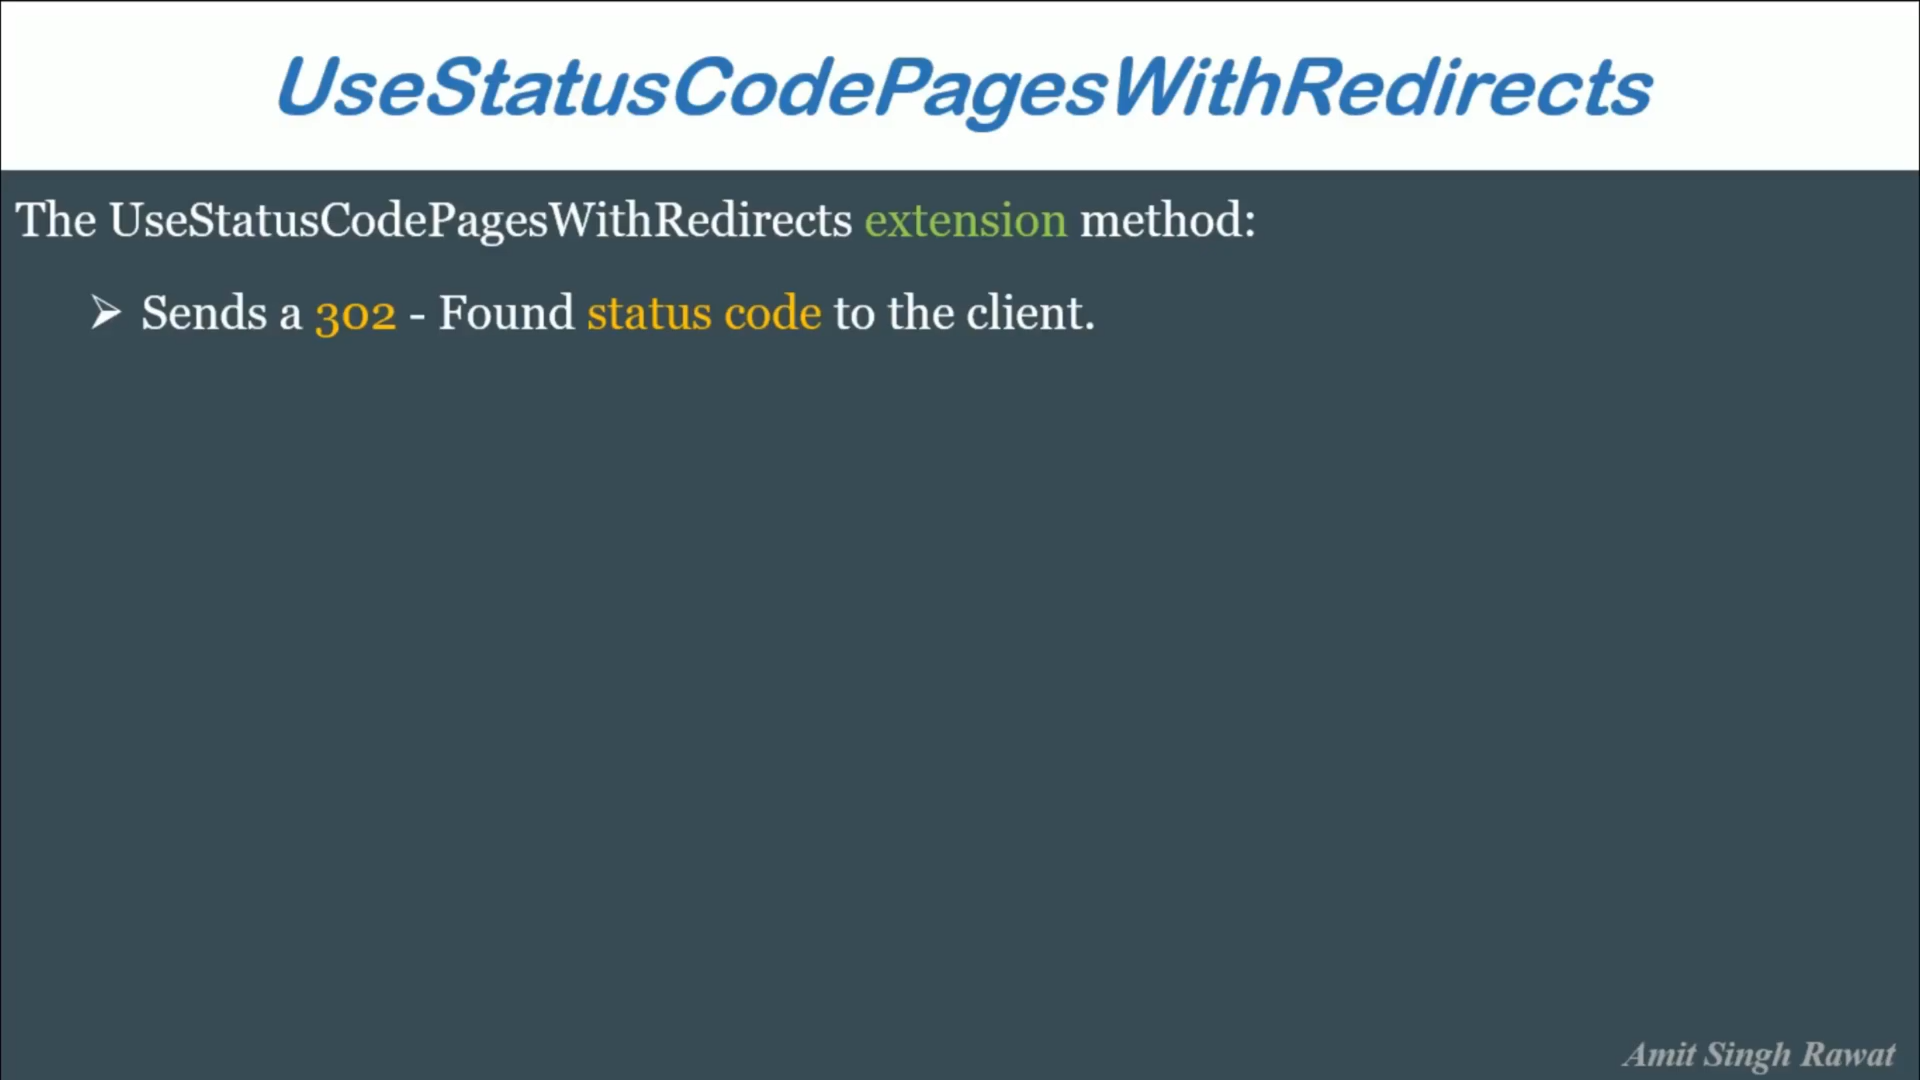 UseStatusCodePagesWithRedirects
The UseStatusCodePagesWithRedirects extension method:
➢ Sends a 302 - Found status code to the client.
Amit Singh Rawat